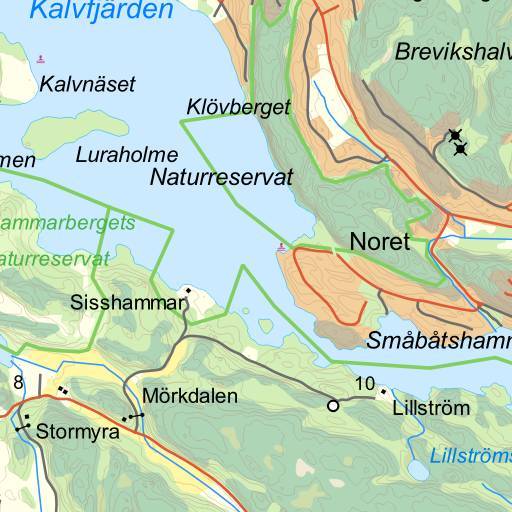 Kalvfjärden
Brevikshalv
Kalvnäset
Klövberget
men
Luraholme
Naturreservat
ammarbergets
aturreservat
Noret
Sisshammar
Småbåtshamn
8
10
Mörkdalen
Lillström
Stormyra
Lillströms